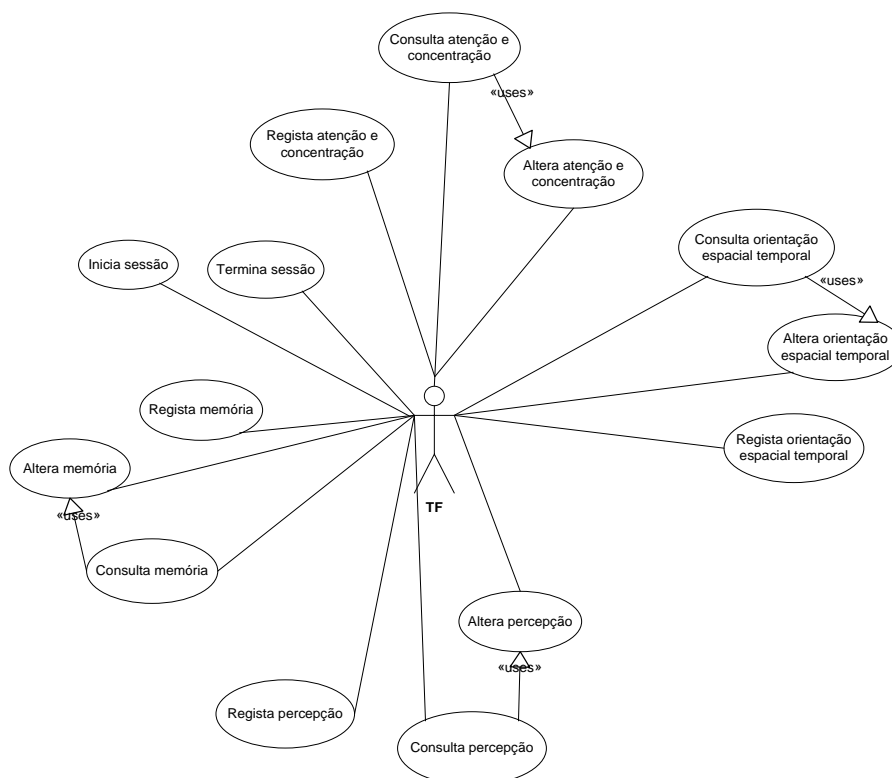 Consulta atenção e
concentração
«uses»
Regista atenção e
concentração
Altera atenção e
concentração
Consulta orientação
espacial temporal
«uses»
Inicia sessão
Termina sessão
Altera orientação
espacial temporal
Regista memória
Regista orientação
espacial temporal
Altera memória
TF
«uses»
Consulta memória
Altera percepção
«uses»
Regista percepção
Consulta percepção